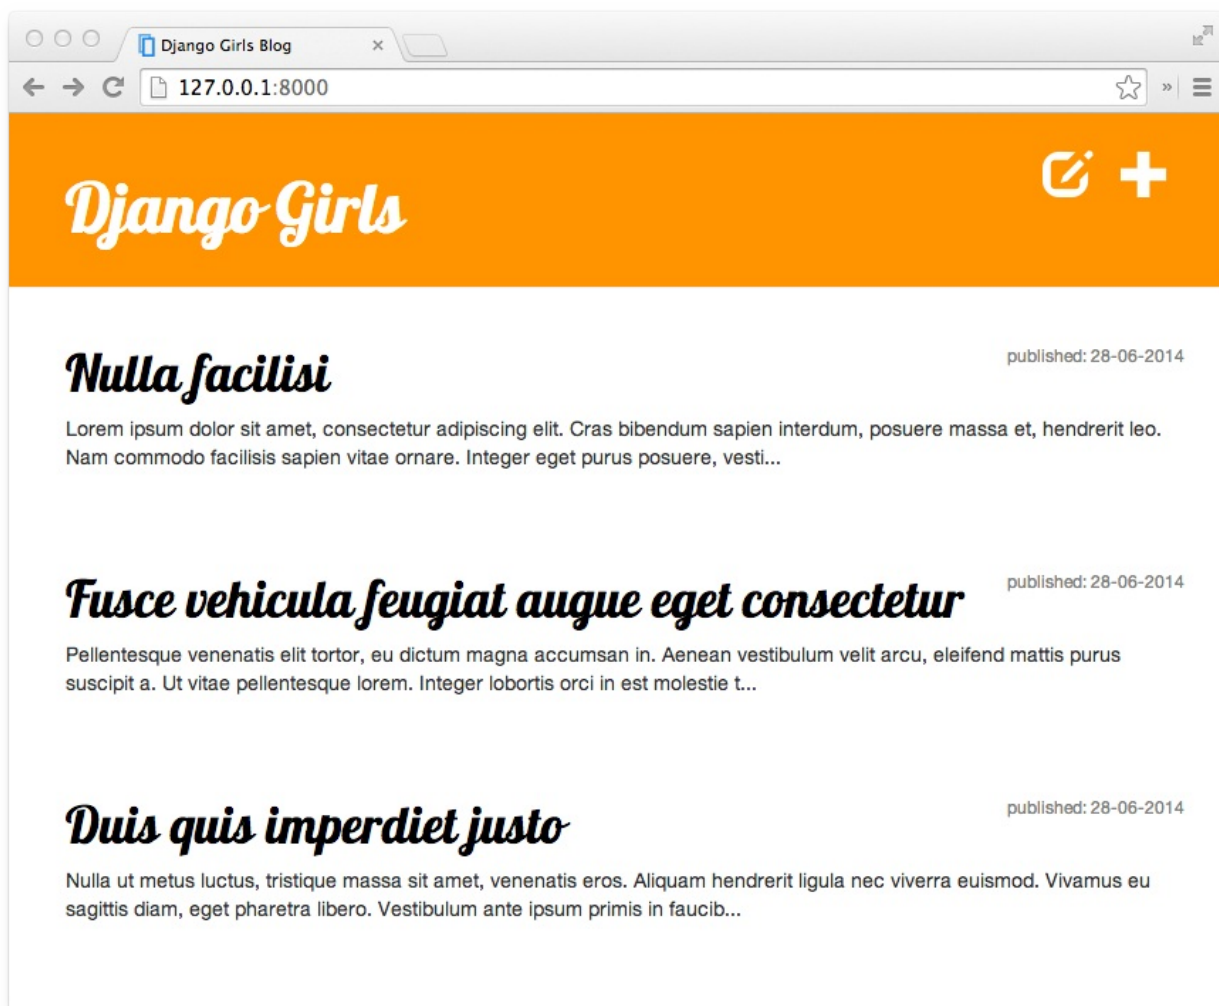 Django Girls Blog
127.0.0.1:8000
Django Girls
Nulla facilisi
published: 28-06-2014
Lorem ipsum dolor sit amet, consectetur adipiscing elit. Cras bibendum sapien interdum, posuere massa et, hendrerit leo.
Nam commodo facilisis sapien vitae ornare. Integer eget purus posuere, vesti...
Fusce vehicula feugiat augue eget consectetur
published: 28-06-2014
Pellentesque venenatis elit tortor, eu dictum magna accumsan in. Aenean vestibulum velit arcu, eleifend mattis purus
suscipit a. Ut vitae pellentesque lorem. Integer lobortis orci in est molestie t...
Duis quis imperdiet justo
published: 28-06-2014
Nulla ut metus luctus, tristique massa sit amet, venenatis eros. Aliquam hendrerit ligula nec viverra euismod. Vivamus eu
sagittis diam, eget pharetra libero. Vestibulum ante ipsum primis in faucib...